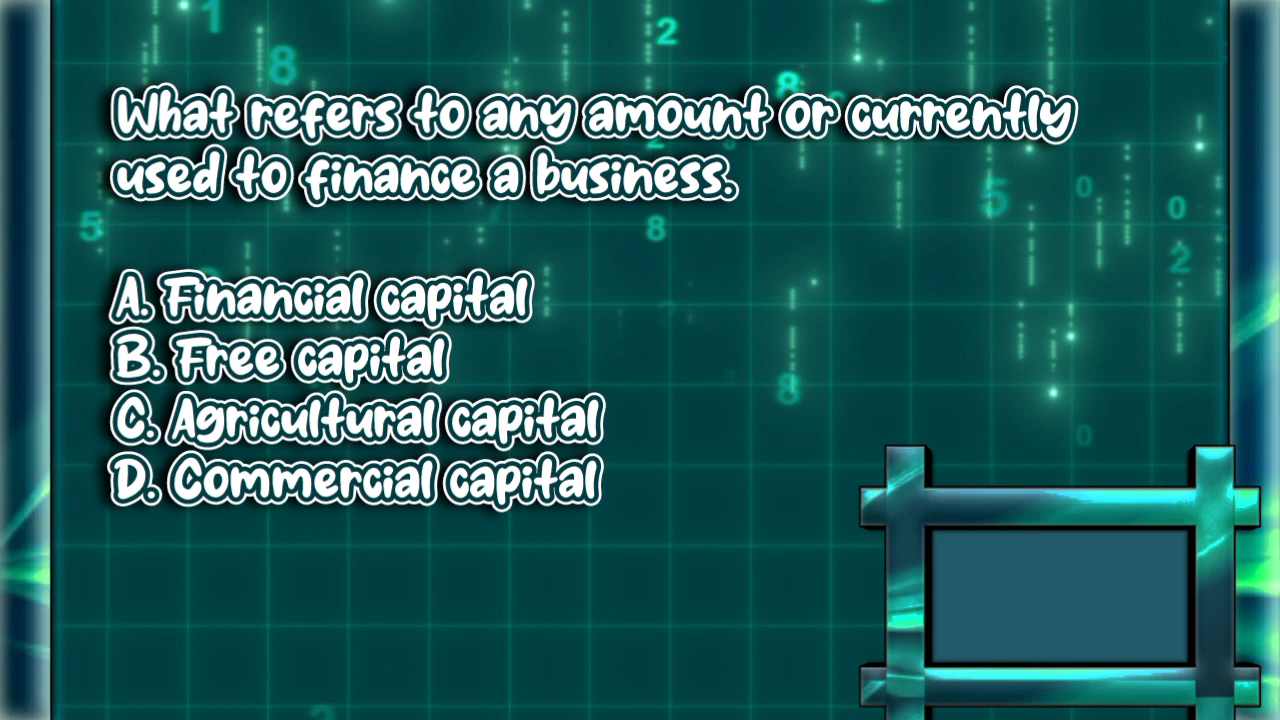 What refers to any amount or currently
used to finance a business.
A. Financial capital
B. Free capital
C. Agricultural capital
D. Commercial capital